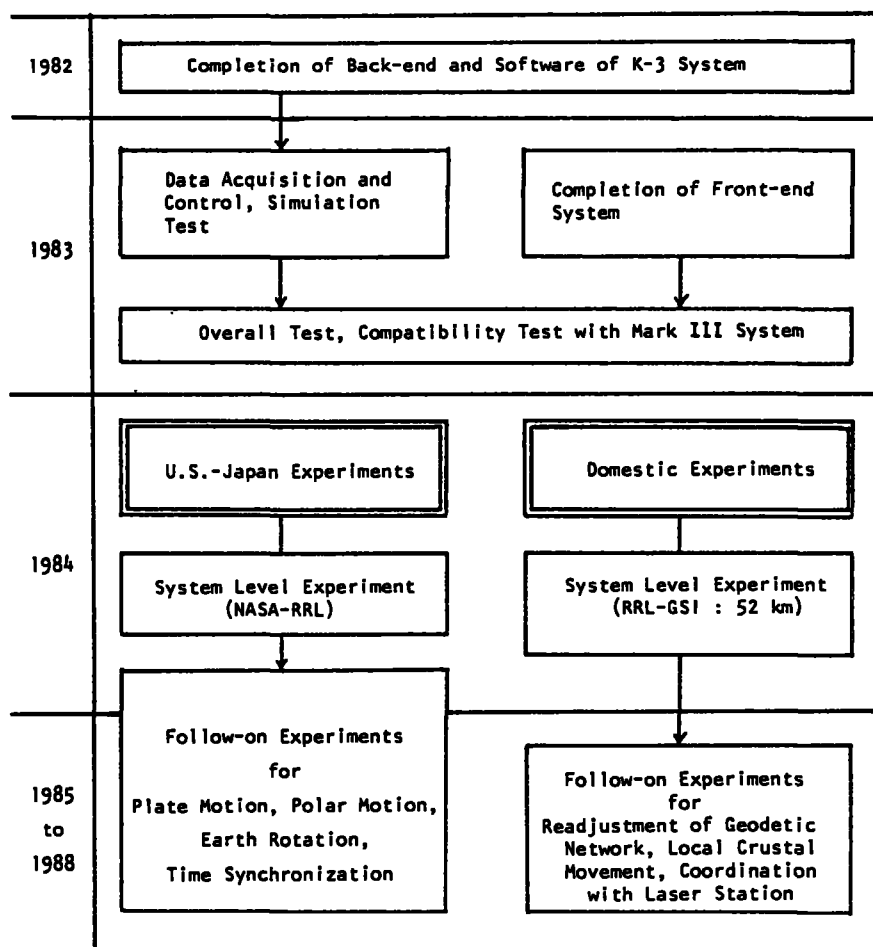 1982
Completion of Back-end and Software of K-3 System
1983
Data Acquisition and
Control, Simulation
Test
Completion of Front-end
System
Overall Test, Compatibility Test with Mark III System
1984
U.S.-Japan Experiments
Domestic Experiments
System Level Experiment
(NASA-RRL)
System Level Experiment
(RRL-GSI : 52 km)
1985
to
1988
Follow-on Experiments
for
Plate Motion, Polar Motion,
Earth Rotation,
Time Synchronization
Follow-on Experiments
for
Readjustment of Geodetic
Network, Local Crustal
Movement, Coordination
with Laser Station